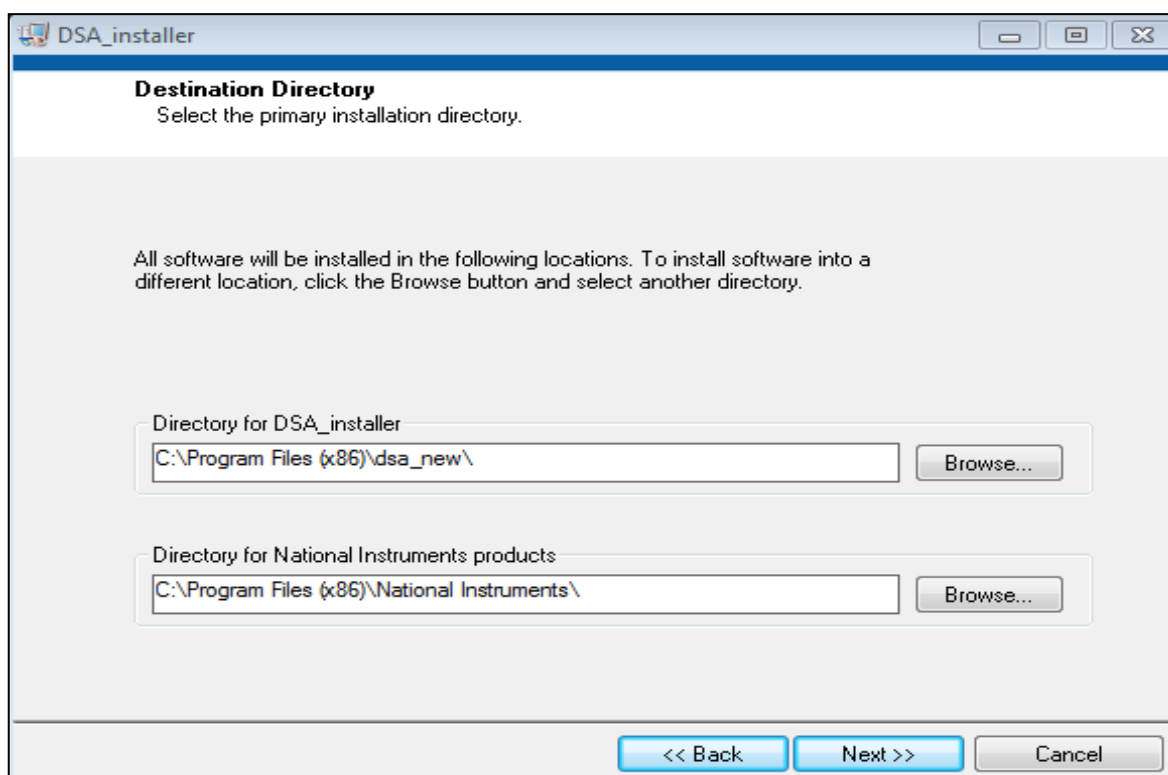 DSA_installer
Destination Directory
Select the primary installation directory.
All software will be installed in the following locations. To install software into a
different location, click the Browse button and select another directory.
Directory for DSA_installer
C:\Program Files (x86)\dsa_new\
Browse...
Directory for National Instruments products
C:\Program Files (x86)\National Instruments\
Browse...
<< Back
Next >>
Cancel